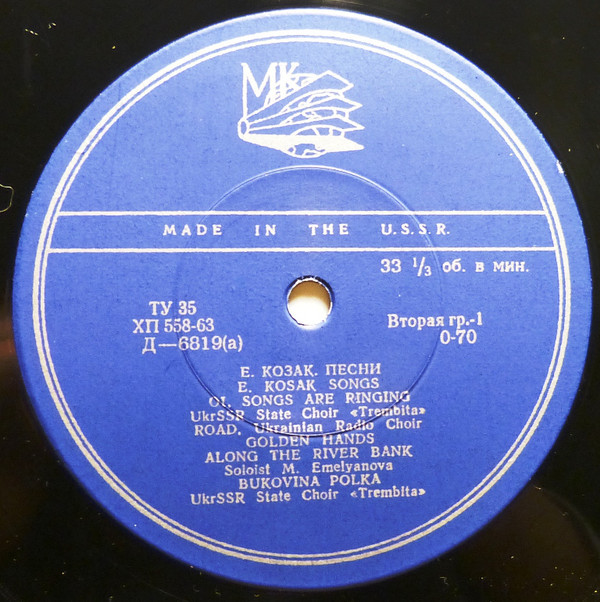 МК
MADE IN THE U.S.S.R.
33 1/3 об. в мин.
ТУ 35
ХП 558-63
Д—6819(а)
Вторая гр.-1
0-70
Е. КОЗАК. ПЕСНИ
E. KOSAK SONGS
OI, SONGS ARE RINGING
UkrSSR State Choir «Trembita»
ROAD, Ukrainian Radio Choir
GOLDEN HANDS
ALONG THE RIVER BANK
Soloist M. Emelyanova
BUKOVINA POLKA
UkrSSR State Choir «Trembita»